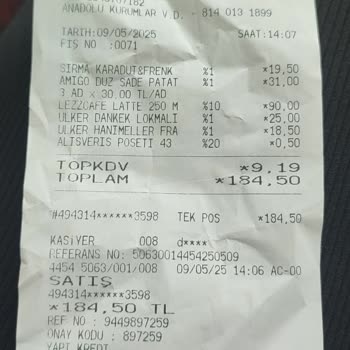 ANADOLU KURUMLAR V.D. - 814 013 1899
TARİH:09/05/2025 SAAT:14:07
FİŞ NO :0071
SIRMA KARADUT&FRENK %1 *19,50
AMIGO DUZ SADE PATAT %1 *31,00
3 AD x 30.00 TL/AD
LEZZCAFE LATTE 250 M %10 *90,00
ULKER DANKEK LOKMALI %1 *25,00
ULKER HANIMELLER FRA %1 *18,50
ALISVERIS POSETI 43 %20 *0,50
TOPKDV *9,19
TOPLAM *184,50
#494314******3598 TEK POS *184,50
KASİYER 008 d****
REFERANS NO: 50630014454250509
4454 5063/001/008 09/05/25 14:06 AC-00
SATIŞ
494314******3598
*184,50 TL
REF NO : 9449897259
ONAY KODU : 897259
YAPI KREDİ